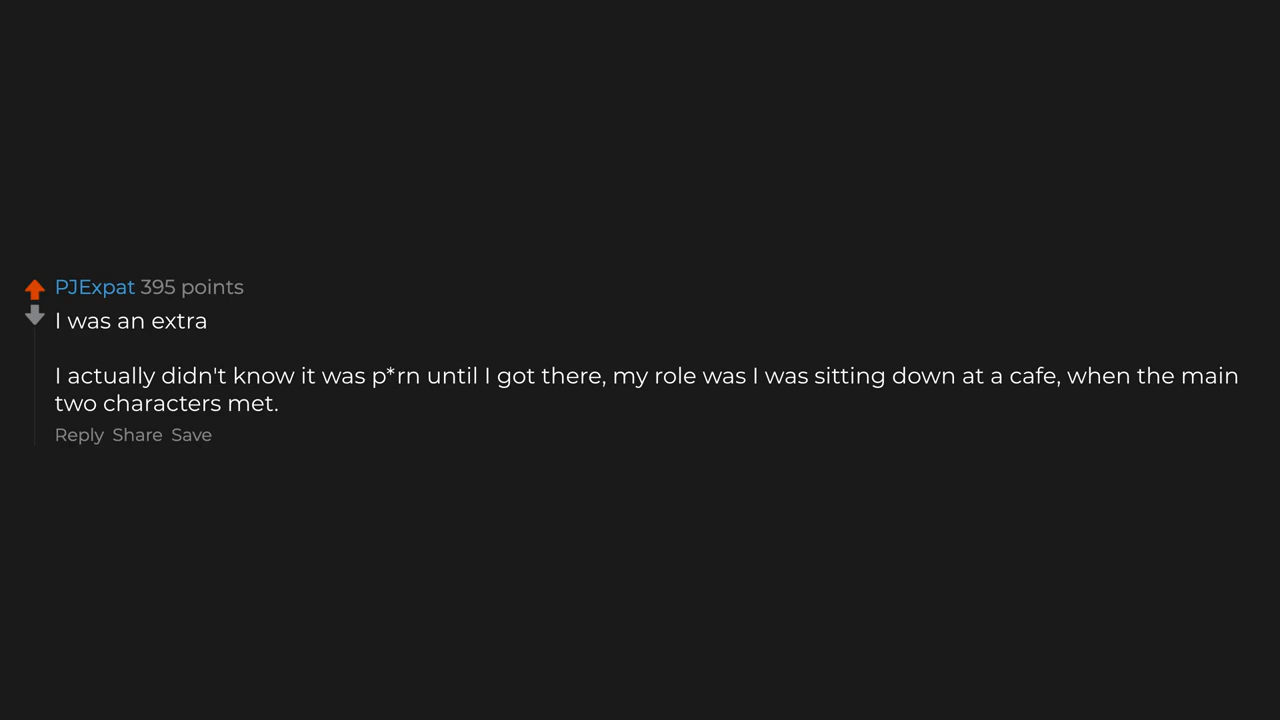 PJExpat 395 points
I was an extra
I actually didn't know it was p*rn until I got there, my role was I was sitting down at a cafe, when the main
two characters met.
Reply Share Save